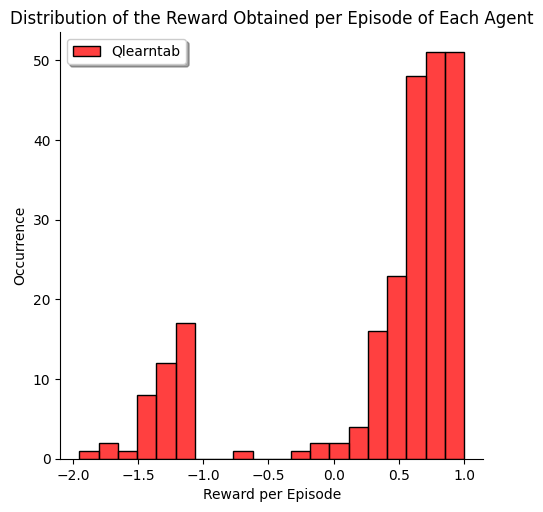 Distribution of the Reward Obtained per Episode of Each Agent
Qlearntab
50
40
30
20
10
0
Occurrence
−2.0 −1.5 −1.0 −0.5 0.0 0.5 1.0
Reward per Episode